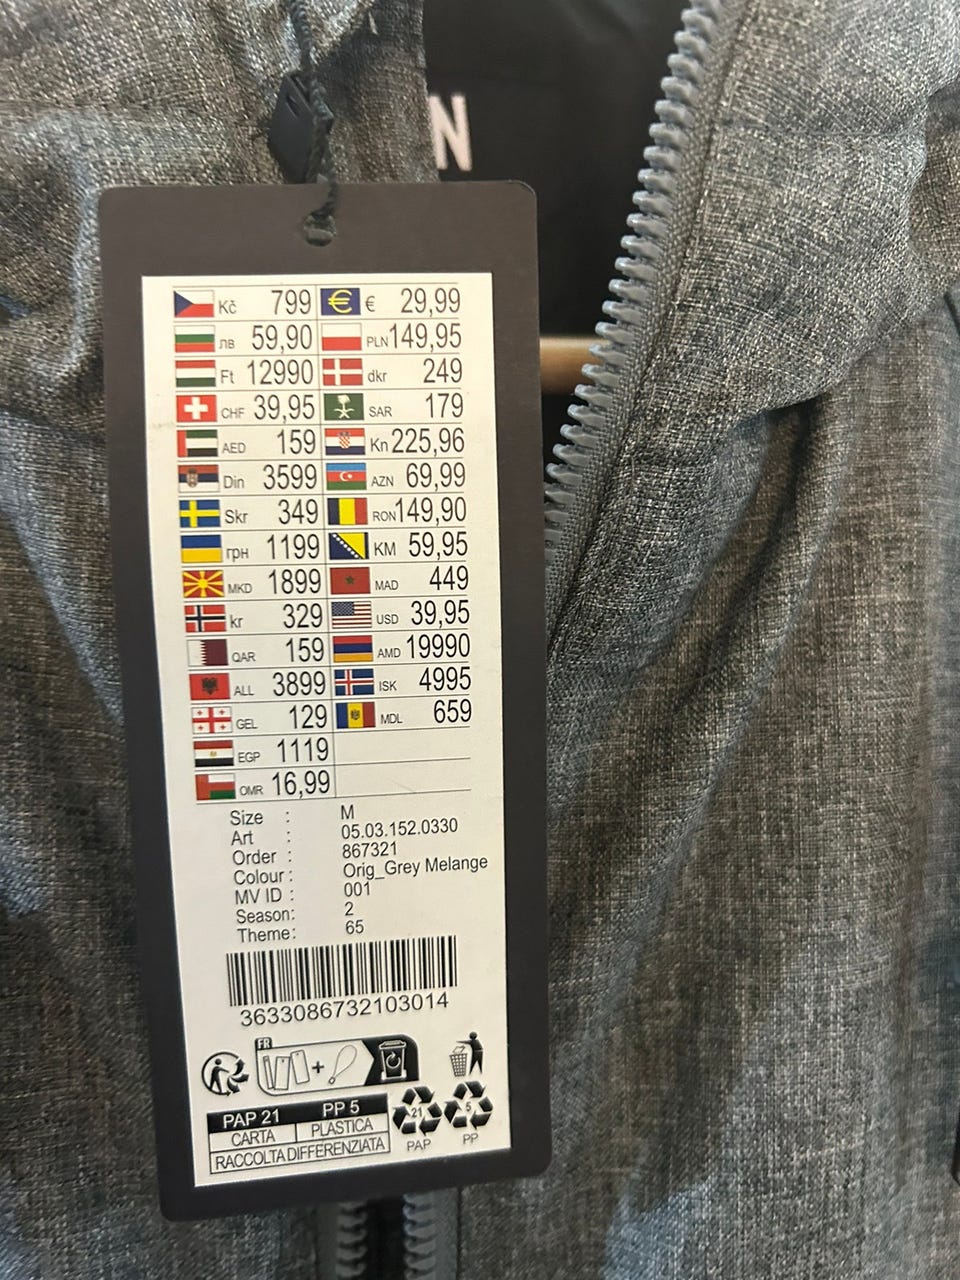 N
Kč 799 € 29,99
лв 59,90 PLN 149,95
Ft 12990 dkr 249
CHF 39,95 SAR 179
AED 159 Kn 225,96
Din 3599 AZN 69,99
Skr 349 RON 149,90
грн 1199 KM 59,95
MKD 1899 MAD 449
kr 329 USD 39,95
QAR 159 AMD 19990
ALL 3899 ISK 4995
GEL 129 MDL 659
EGP 1119
OMR 16,99
Size : M
Art : 05.03.152.0330
Order : 867321
Colour : Orig_Grey Melange
MV ID : 001
Season: 2
Theme: 65
3633086732103014
FR
+
PAP 21 PP 5
CARTA PLASTICA
RACCOLTA DIFFERENZIATA
21 5
PAP PP